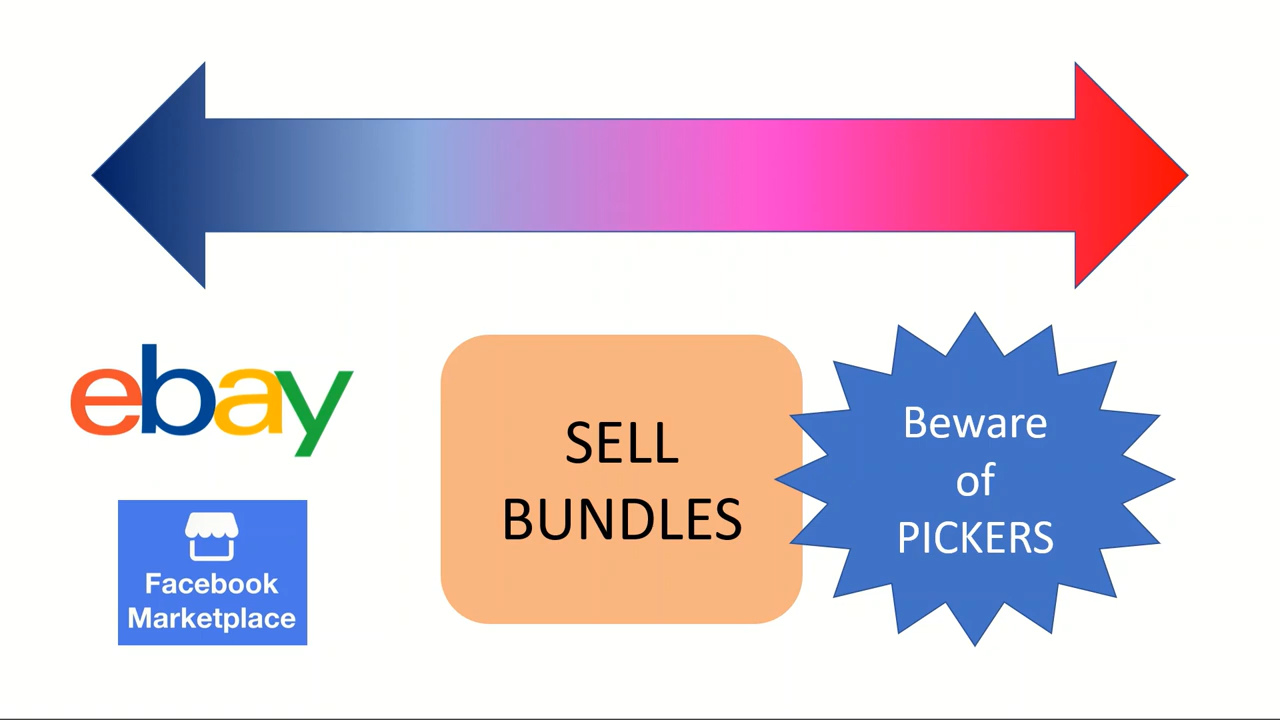 ebay
Facebook
Marketplace
SELL
BUNDLES
Beware
of
PICKERS